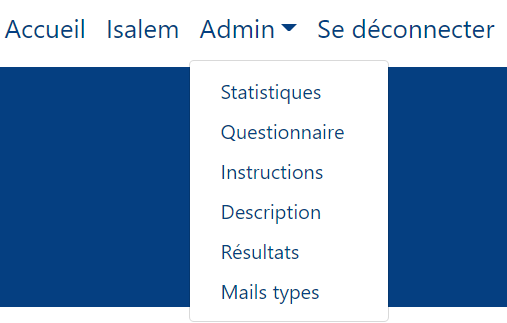 Accueil Isalem Admin Se déconnecter
Statistiques
Questionnaire
Instructions
Description
Résultats
Mails types